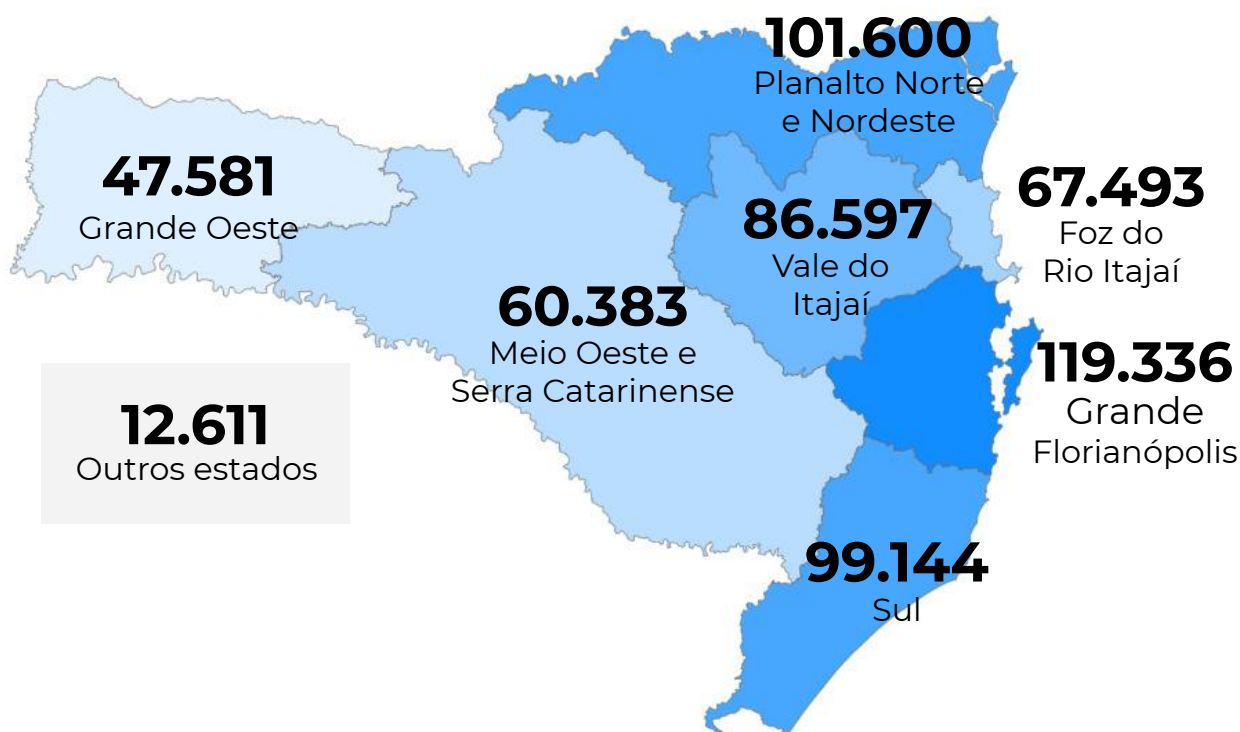 101.600
Planalto Norte
e Nordeste
47.581
Grande Oeste
86.597
Vale do
Itajaí
67.493
Foz do
Rio Itajaí
60.383
Meio Oeste e
Serra Catarinense
119.336
Grande
Florianópolis
12.611
Outros estados
99.144
Sul